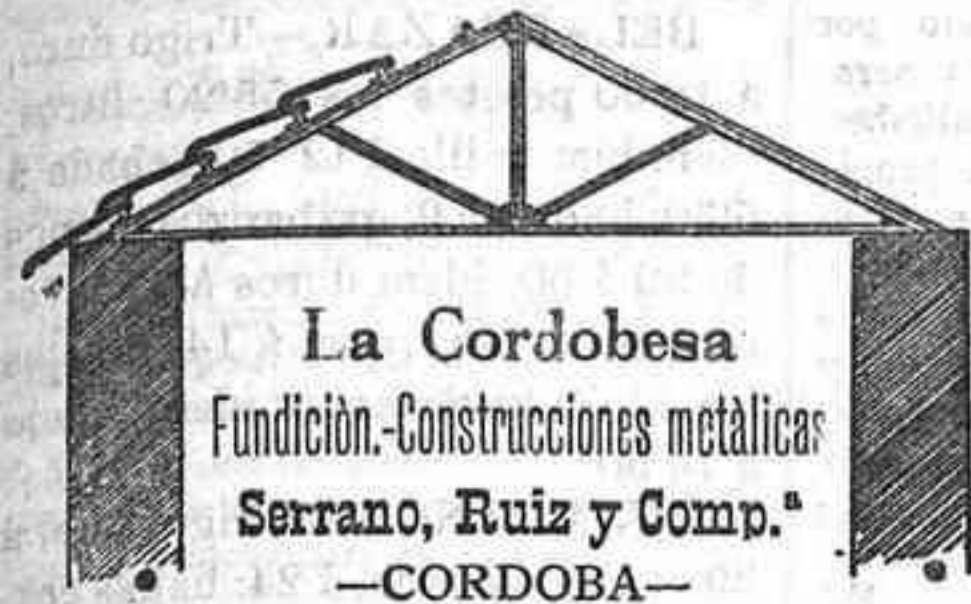 La Cordobesa
Fundiciòn.-Construcciones metàlicas
Serrano, Ruiz y Comp.ª
—CORDOBA—